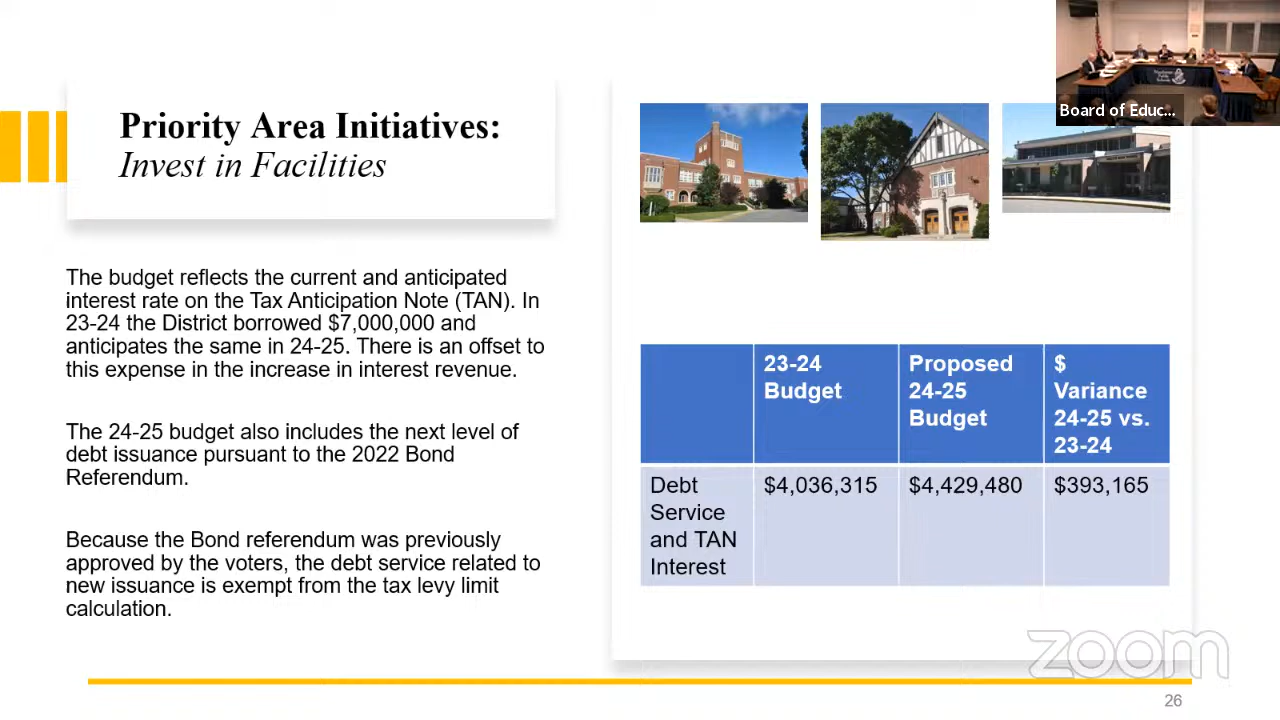 Priority Area Initiatives:
Invest in Facilities
The budget reflects the current and anticipated
interest rate on the Tax Anticipation Note (TAN). In
23-24 the District borrowed $7,000,000 and
anticipates the same in 24-25. There is an offset to
this expense in the increase in interest revenue.
The 24-25 budget also includes the next level of
debt issuance pursuant to the 2022 Bond
Referendum.
Because the Bond referendum was previously
approved by the voters, the debt service related to
new issuance is exempt from the tax levy limit
calculation.
Board of Educ...
23-24
Budget
Proposed
24-25
Budget
$
Variance
24-25 vs.
23-24
Debt
Service
and TAN
Interest
$4,036,315
$4,429,480
$393,165
zoom
26